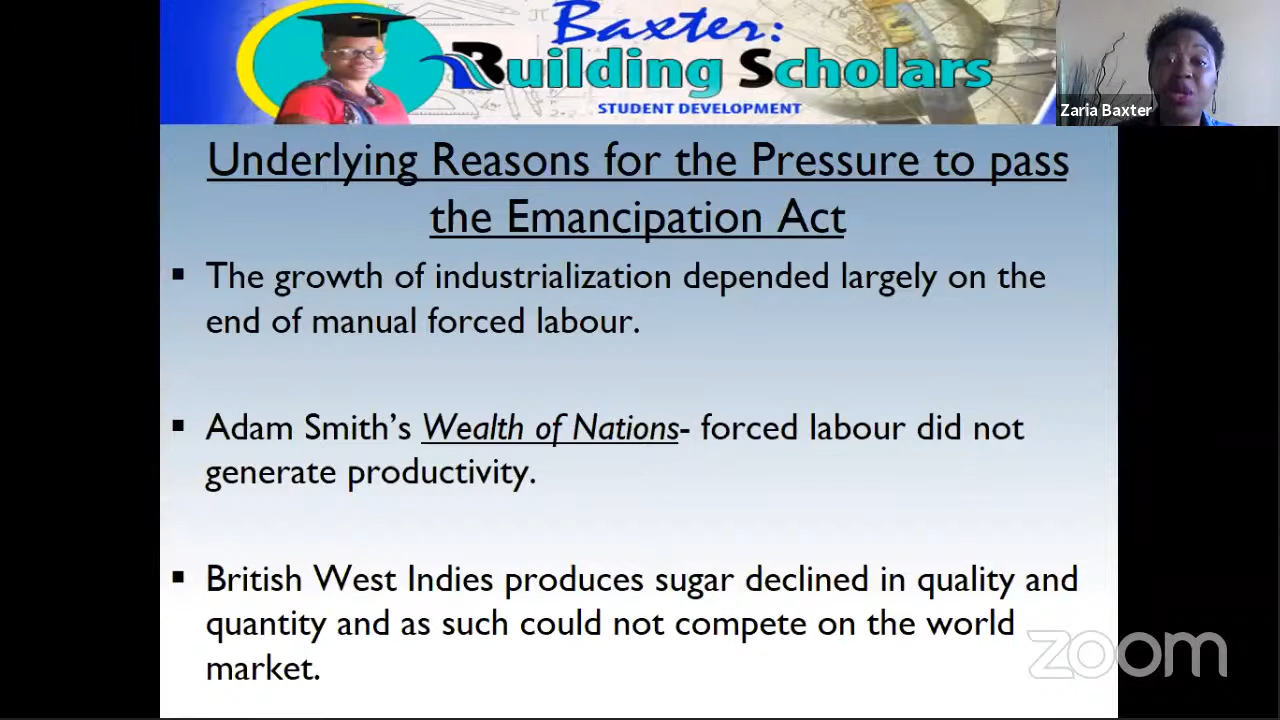 Baxter:
Building Scholars
STUDENT DEVELOPMENT
Zaria Baxter
Underlying Reasons for the Pressure to pass
the Emancipation Act
▪ The growth of industrialization depended largely on the
end of manual forced labour.
▪ Adam Smith’s Wealth of Nations- forced labour did not
generate productivity.
▪ British West Indies produces sugar declined in quality and
quantity and as such could not compete on the world
market.
zoom